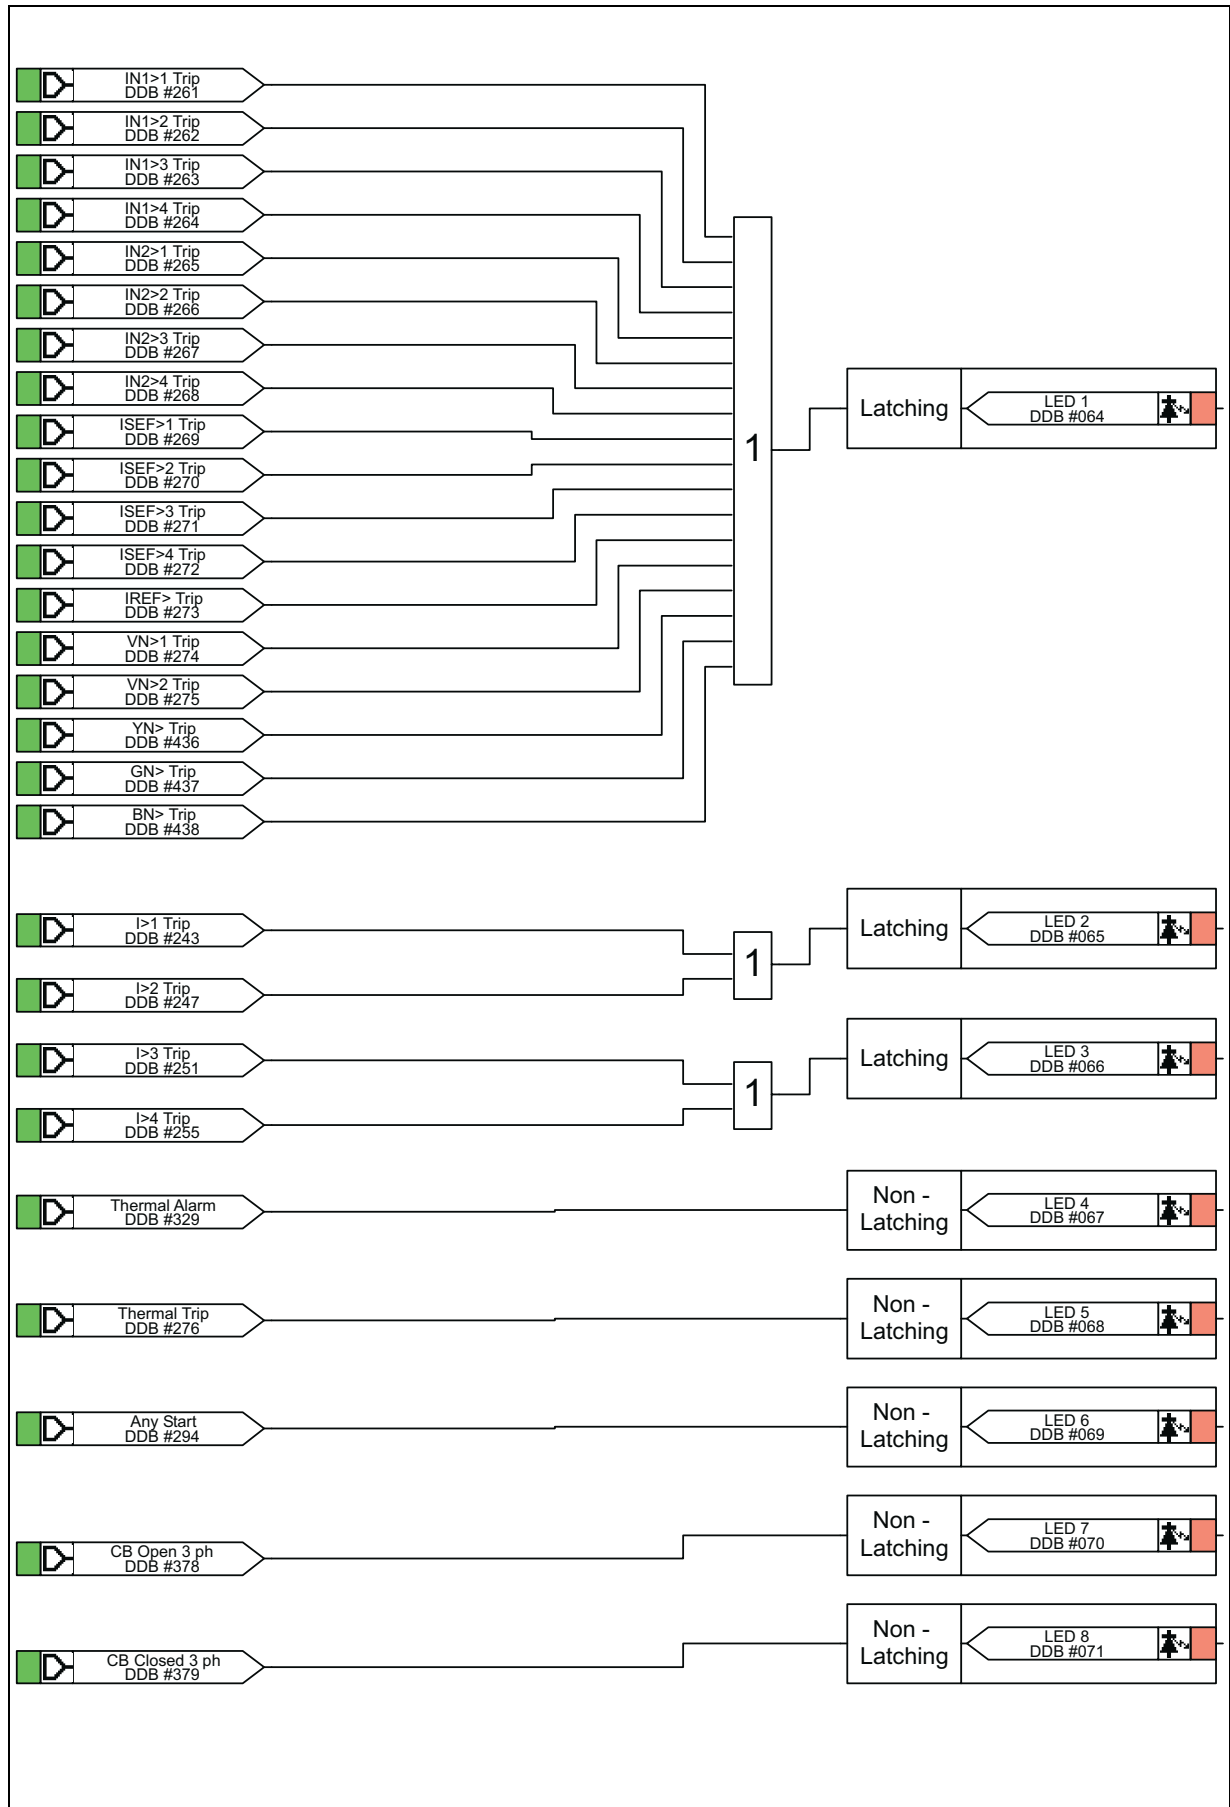 IN1>1 Trip
DDB #261
IN1>2 Trip
DDB #262
IN1>3 Trip
DDB #263
IN1>4 Trip
DDB #264
IN2>1 Trip
DDB #265
IN2>2 Trip
DDB #266
IN2>3 Trip
DDB #267
IN2>4 Trip
DDB #268
ISEF>1 Trip
DDB #269
ISEF>2 Trip
DDB #270
ISEF>3 Trip
DDB #271
ISEF>4 Trip
DDB #272
IREF> Trip
DDB #273
VN>1 Trip
DDB #274
VN>2 Trip
DDB #275
YN> Trip
DDB #436
GN> Trip
DDB #437
BN> Trip
DDB #438
1
Latching
LED 1
DDB #064
I>1 Trip
DDB #243
I>2 Trip
DDB #247
1
Latching
LED 2
DDB #065
I>3 Trip
DDB #251
I>4 Trip
DDB #255
1
Latching
LED 3
DDB #066
Thermal Alarm
DDB #329
Non -
Latching
LED 4
DDB #067
Thermal Trip
DDB #276
Non -
Latching
LED 5
DDB #068
Any Start
DDB #294
Non -
Latching
LED 6
DDB #069
CB Open 3 ph
DDB #378
Non -
Latching
LED 7
DDB #070
CB Closed 3 ph
DDB #379
Non -
Latching
LED 8
DDB #071